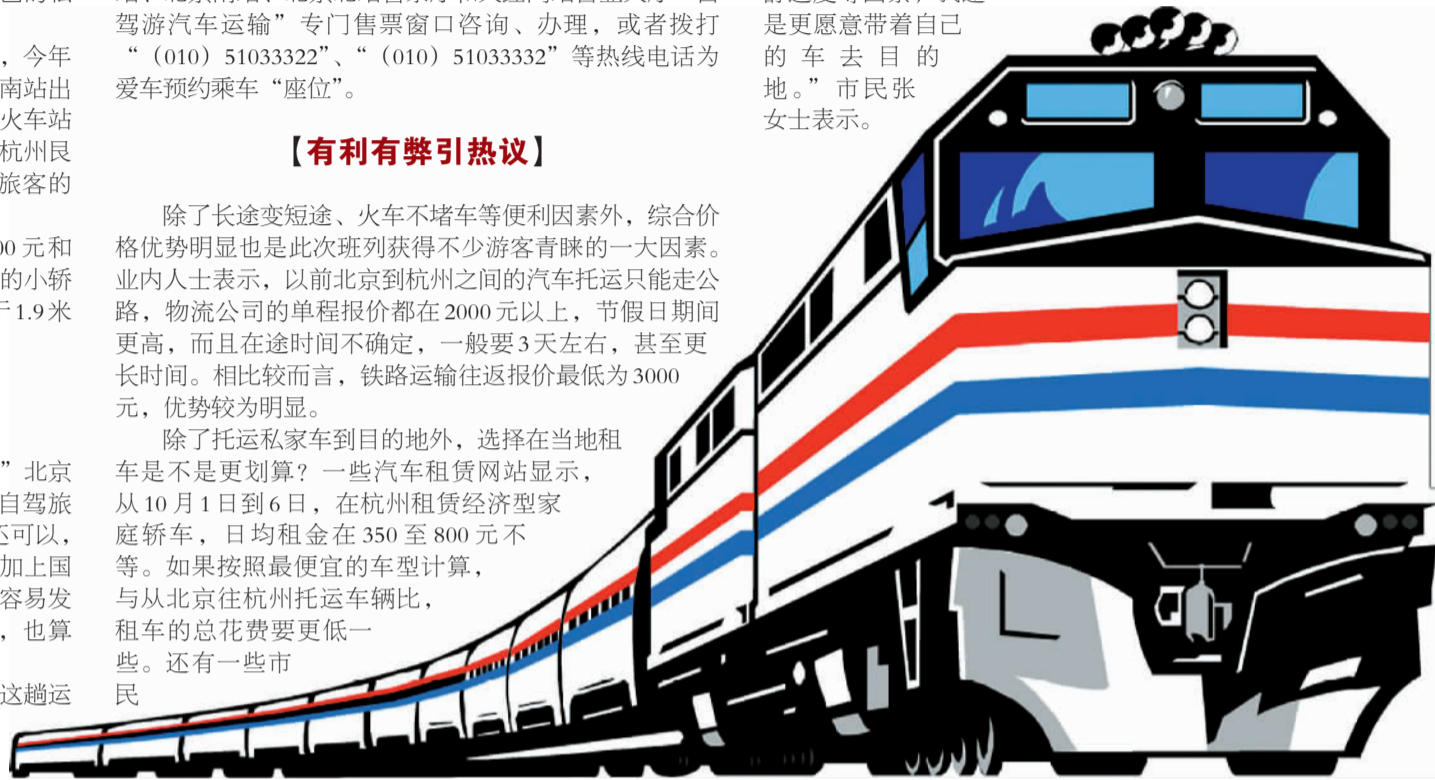 ，今年
南站出
火车站
杭州艮
旅客的
00元和
的小轿
于1.9米
”北京
自驾旅
还可以，
加上国
容易发
，也算
这趟运
驾游汽车运输”专门售票窗口咨询、办理，或者拨打
“（010）51033322”、“（010）51033332”等热线电话为
爱车预约乘车“座位”。
【有利有弊引热议】
除了长途变短途、火车不堵车等便利因素外，综合价
格优势明显也是此次班列获得不少游客青睐的一大因素。
业内人士表示，以前北京到杭州之间的汽车托运只能走公
路，物流公司的单程报价都在2000元以上，节假日期间
更高，而且在途时间不确定，一般要3天左右，甚至更
长时间。相比较而言，铁路运输往返报价最低为3000
元，优势较为明显。
除了托运私家车到目的地外，选择在当地租
车是不是更划算？一些汽车租赁网站显示，
从10月1日到6日，在杭州租赁经济型家
庭轿车，日均租金在350至800元不
等。如果按照最便宜的车型计算，
与从北京往杭州托运车辆比，
租车的总花费要更低一
些。还有一些市
民
是更愿意带着自己
的车去目的
地。”市民张
女士表示。